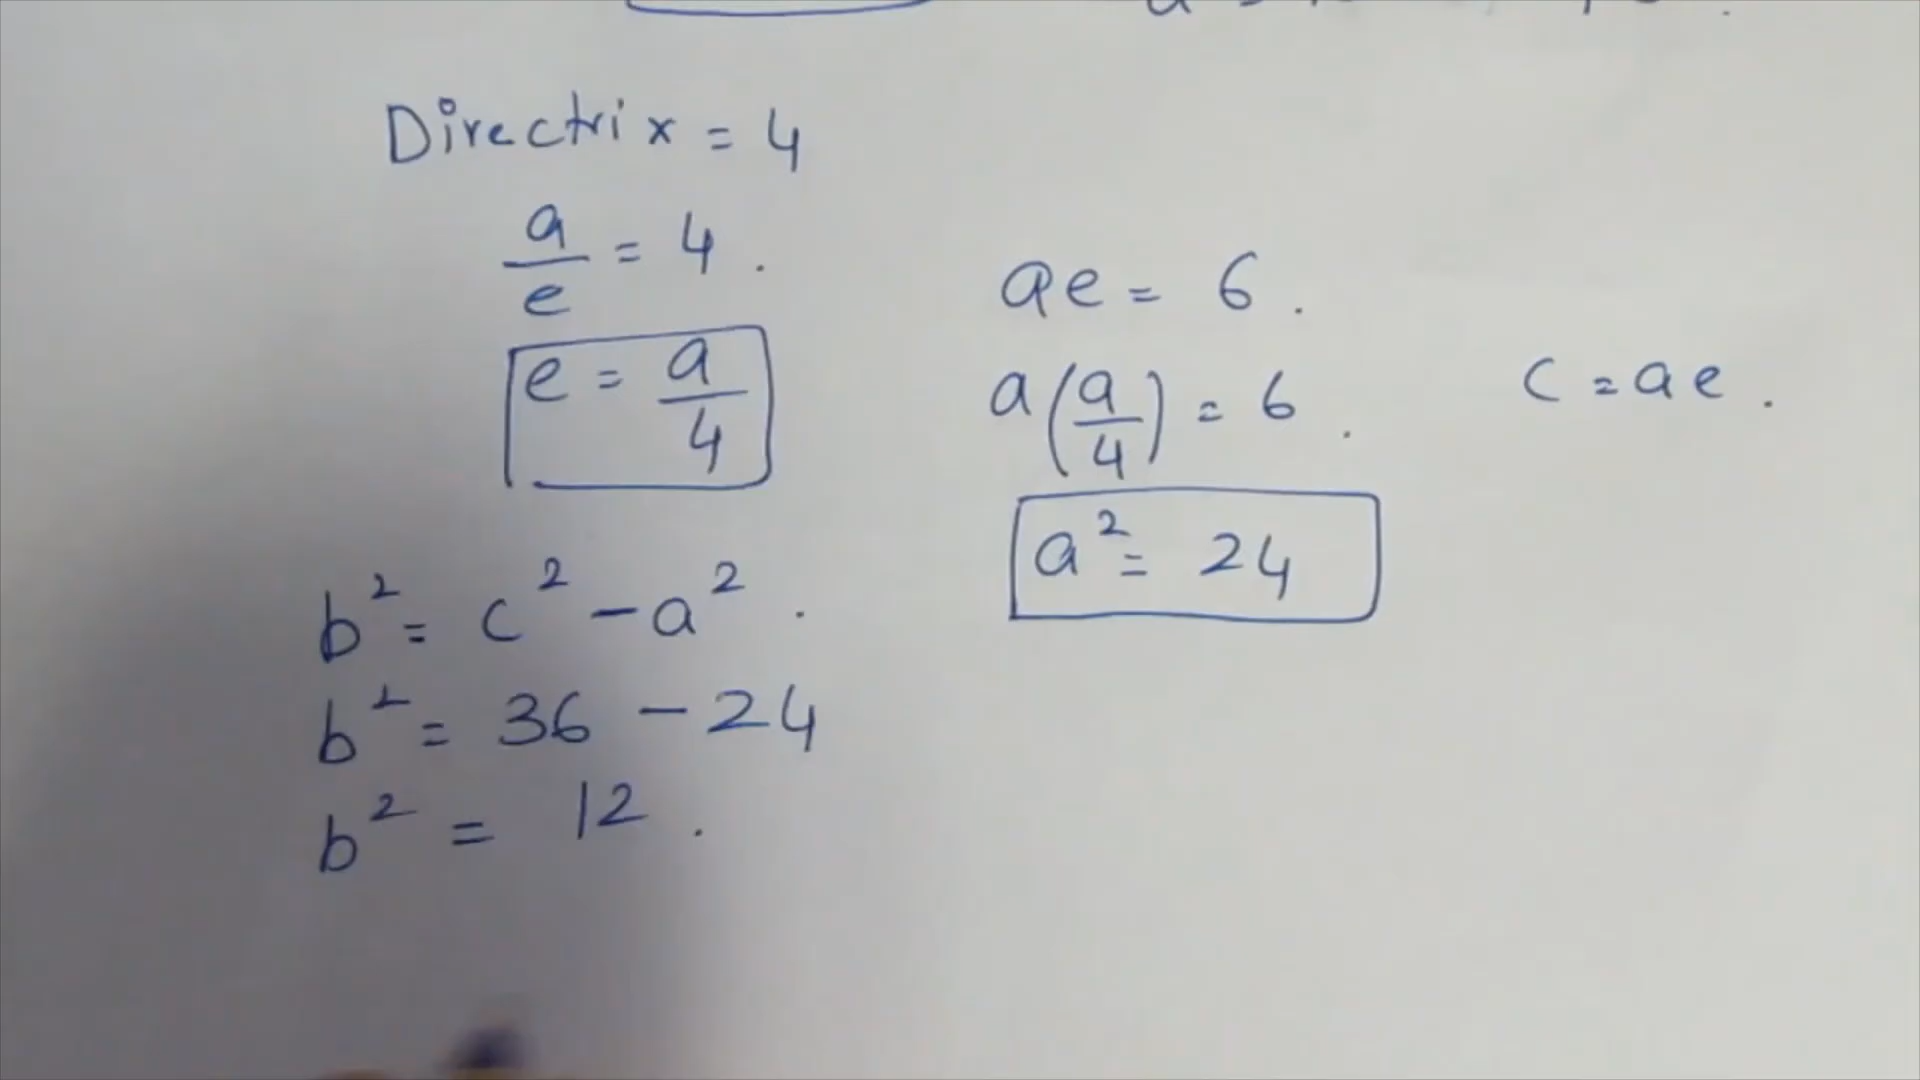 Directrix = 4
a/e = 4.
e = a/4
ae = 6.
a(a/4) = 6.
c = ae.
a² = 24
b² = c² - a².
b² = 36 - 24
b² = 12.